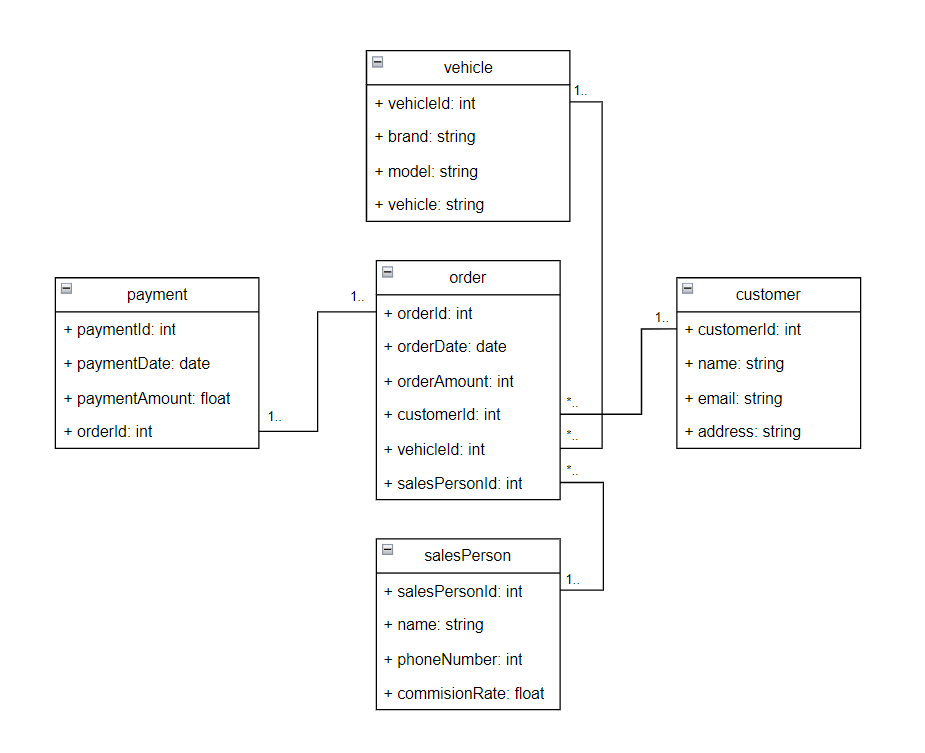 vehicle
1..
+ vehicleId: int
+ brand: string
+ model: string
+ vehicle: string
payment
+ paymentId: int
+ paymentDate: date
+ paymentAmount: float
+ orderId: int
1..
1..
order
+ orderId: int
+ orderDate: date
+ orderAmount: int
+ customerId: int
+ vehicleId: int
+ salesPersonId: int
*..
*..
*..
customer
1..
+ customerId: int
+ name: string
+ email: string
+ address: string
salesPerson
1..
+ salesPersonId: int
+ name: string
+ phoneNumber: int
+ commisionRate: float